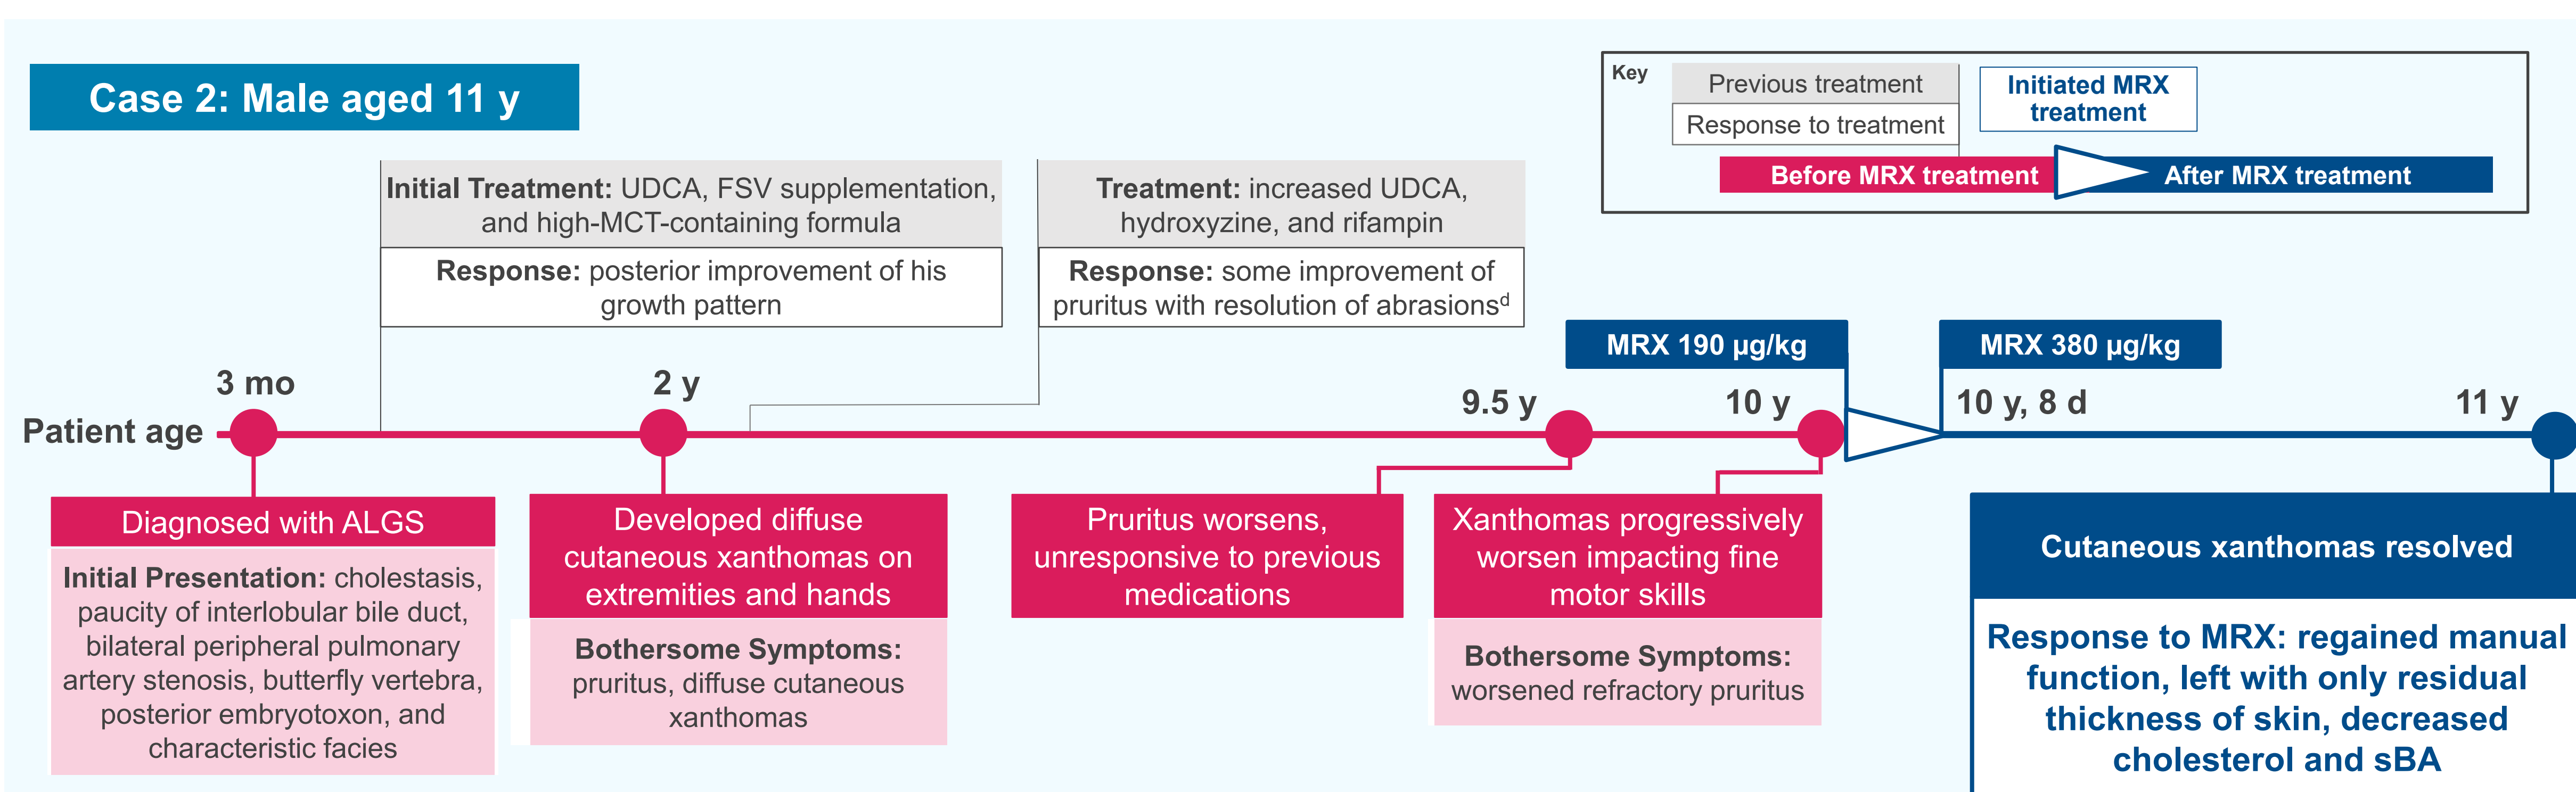 Case 2: Male aged 11 y
Key
Previous treatment
Response to treatment
Initiated MRX
treatment
Before MRX treatment
After MRX treatment
Initial Treatment: UDCA, FSV supplementation,
and high-MCT-containing formula
Response: posterior improvement of his
growth pattern
Treatment: increased UDCA,
hydroxyzine, and rifampin
Response: some improvement of
pruritus with resolution of abrasionsᵈ
MRX 190 µg/kg
MRX 380 µg/kg
Patient age
3 mo
2 y
9.5 y
10 y
10 y, 8 d
11 y
Diagnosed with ALGS
Initial Presentation: cholestasis,
paucity of interlobular bile duct,
bilateral peripheral pulmonary
artery stenosis, butterfly vertebra,
posterior embryotoxon, and
characteristic facies
Developed diffuse
cutaneous xanthomas on
extremities and hands
Bothersome Symptoms:
pruritus, diffuse cutaneous
xanthomas
Pruritus worsens,
unresponsive to previous
medications
Xanthomas progressively
worsen impacting fine
motor skills
Bothersome Symptoms:
worsened refractory pruritus
Cutaneous xanthomas resolved
Response to MRX: regained manual
function, left with only residual
thickness of skin, decreased
cholesterol and sBA